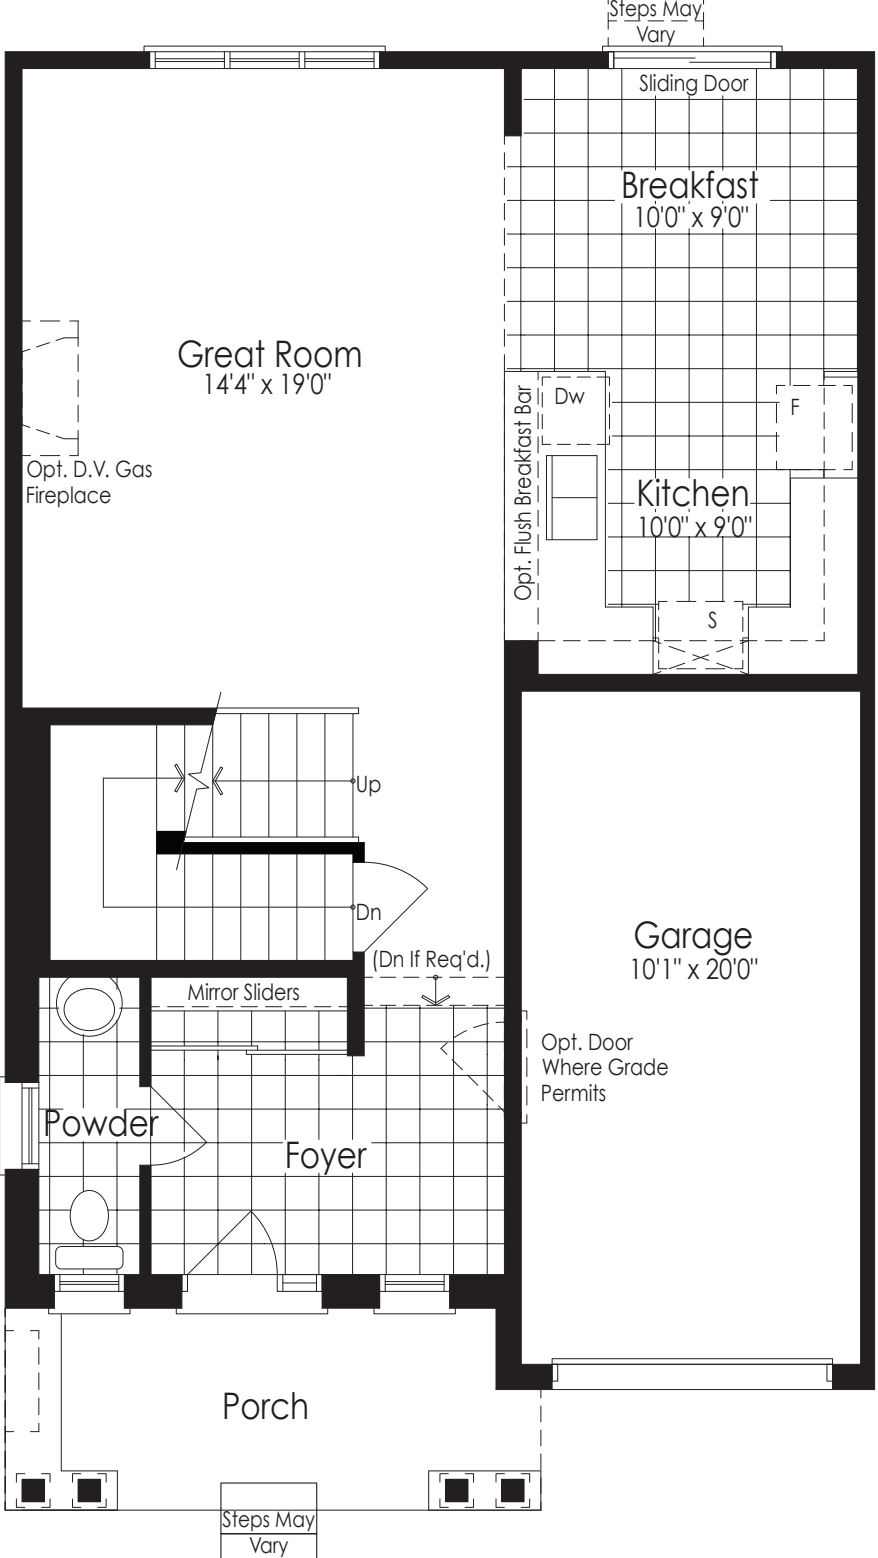 Steps May
Vary
Sliding Door
Breakfast
10'0" x 9'0"
Great Room
14'4" x 19'0"
Opt. D.V. Gas
Fireplace
Dw
F
Opt. Flush Breakfast Bar
Kitchen
10'0" x 9'0"
S
Up
Dn
(Dn If Req'd.)
Mirror Sliders
Garage
10'1" x 20'0"
Opt. Door
Where Grade
Permits
Powder
Foyer
Porch
Steps May
Vary